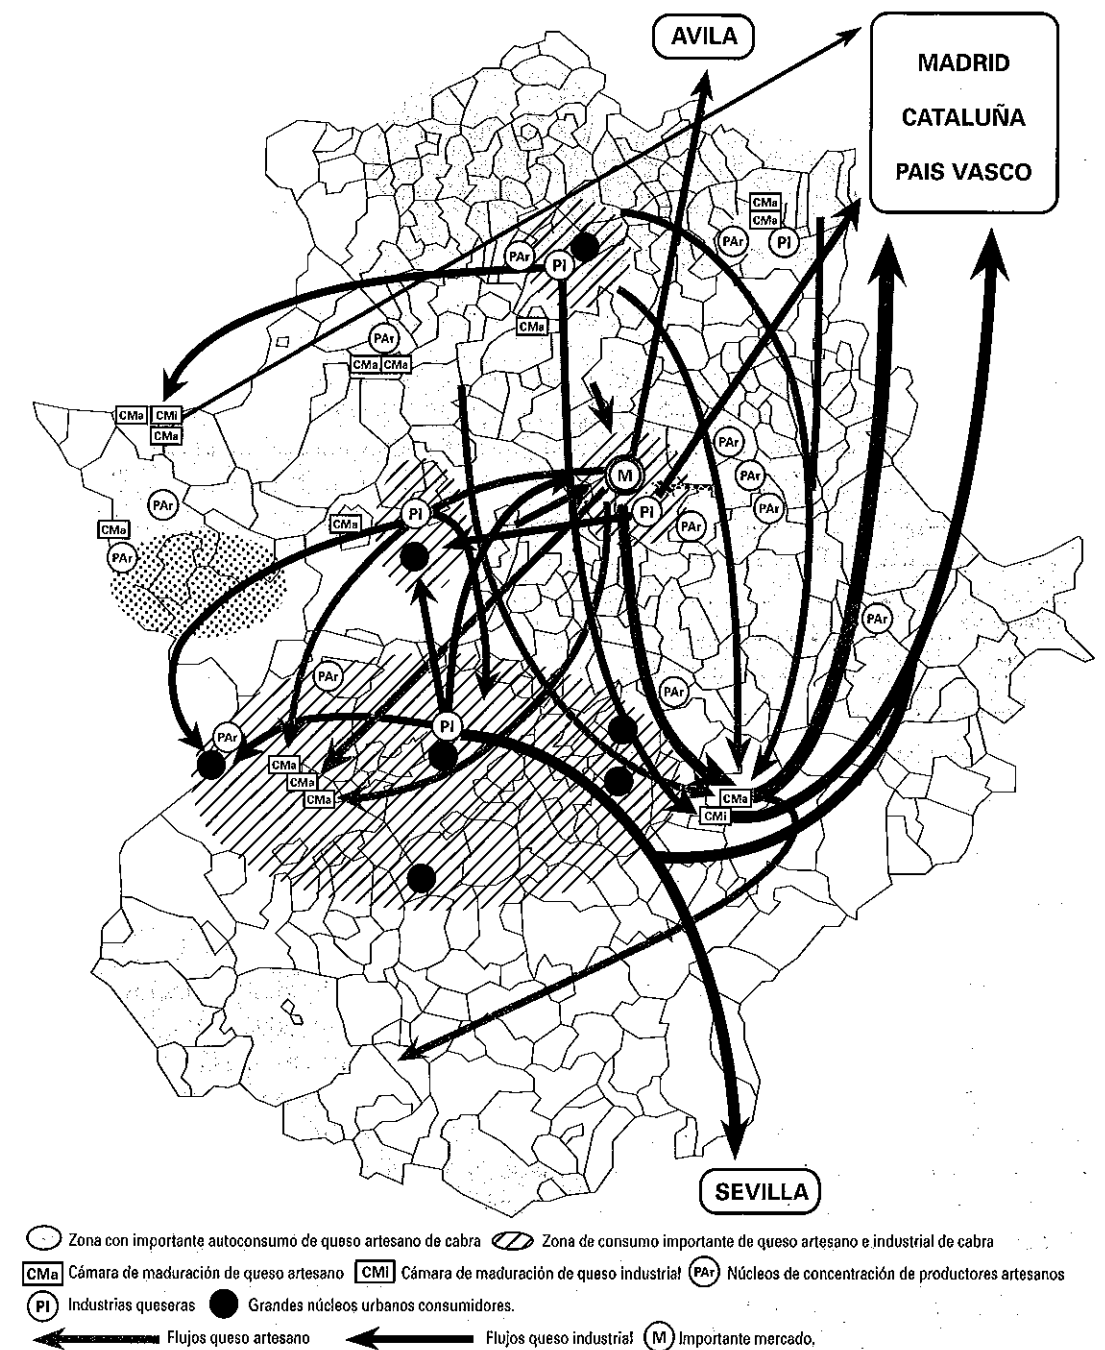 AVILA
MADRID
CATALUÑA
PAIS VASCO
CMa
CMa
PAr
PI
PAr
PI
CMa
PAr
CMa
CMa
CMa
CMi
CMa
M
PAr
PAr
PAr
PAr
PI
CMa
PI
PAr
CMa
PAr
PAr
PAr
PAr
PI
PAr
CMa
CMa
CMa
CMa
CMi
SEVILLA
Zona con importante autoconsumo de queso artesano de cabra Zona de consumo importante de queso artesano e industrial de cabra
CMa Cámara de maduración de queso artesano CMi Cámara de maduración de queso industrial PAr Núcleos de concentración de productores artesanos
PI Industrias queseras Grandes núcleos urbanos consumidores.
Flujos queso artesano Flujos queso industrial M Importante mercado.